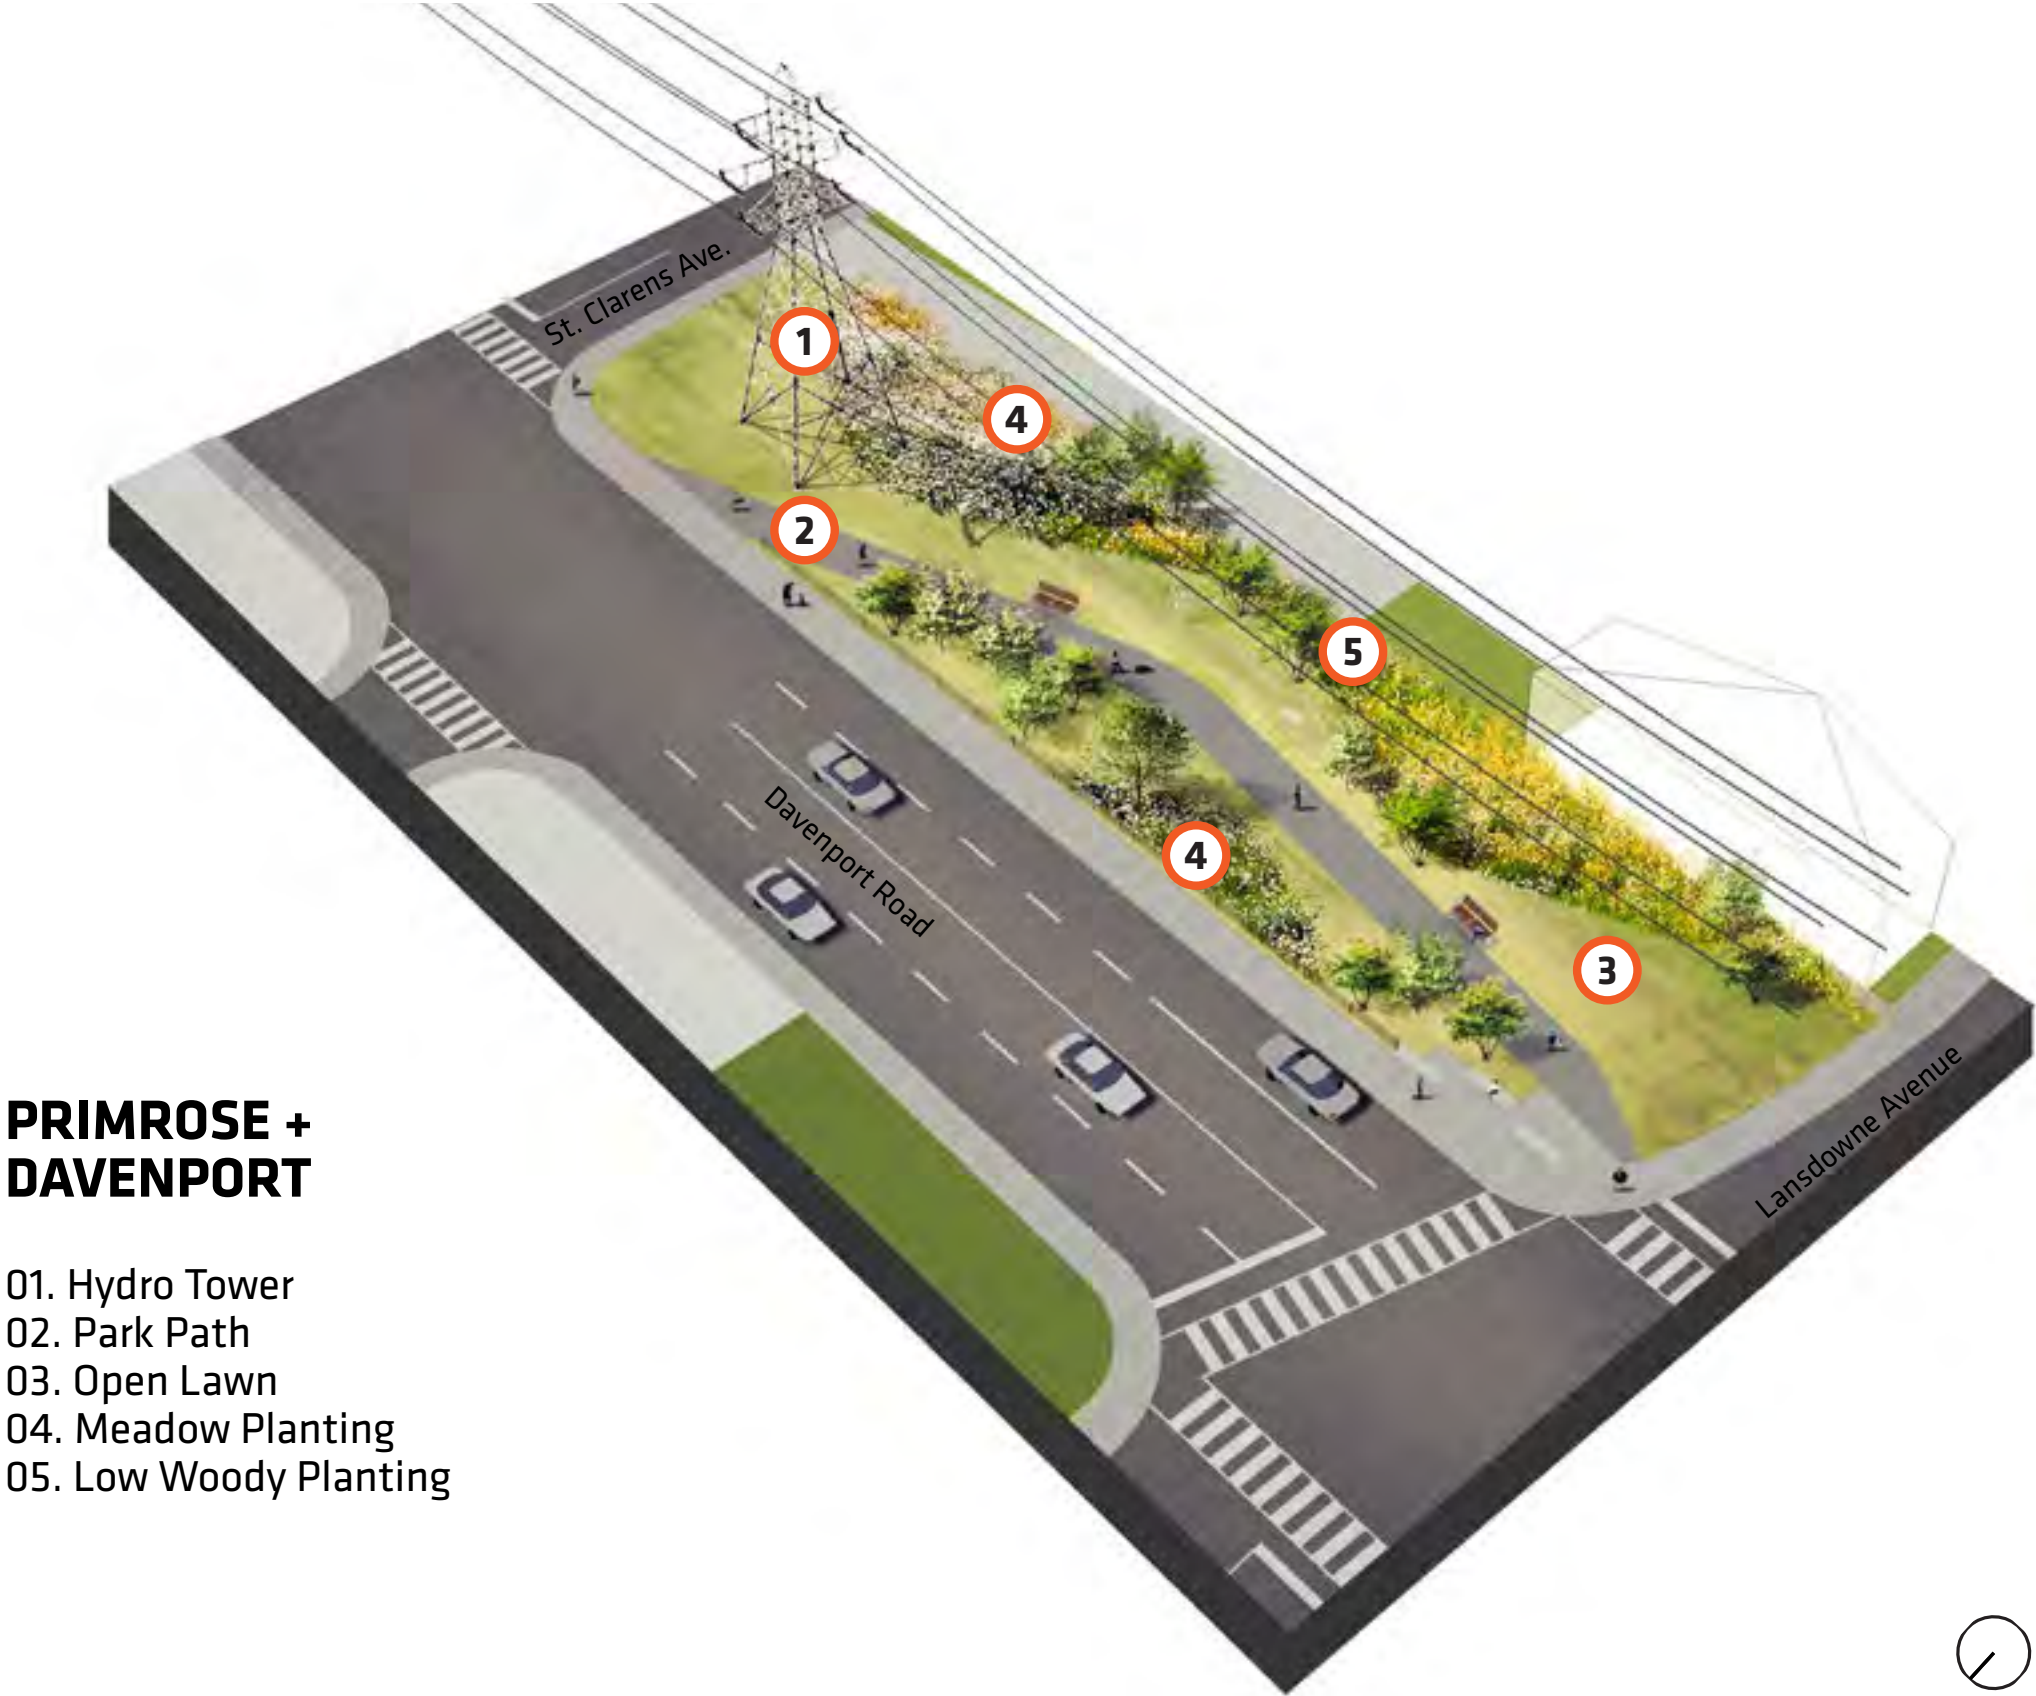 St. Clarens Ave.
1
4
2
5
Davenport Road
4
3
Lansdowne Avenue
PRIMROSE +
DAVENPORT
01. Hydro Tower
02. Park Path
03. Open Lawn
04. Meadow Planting
05. Low Woody Planting